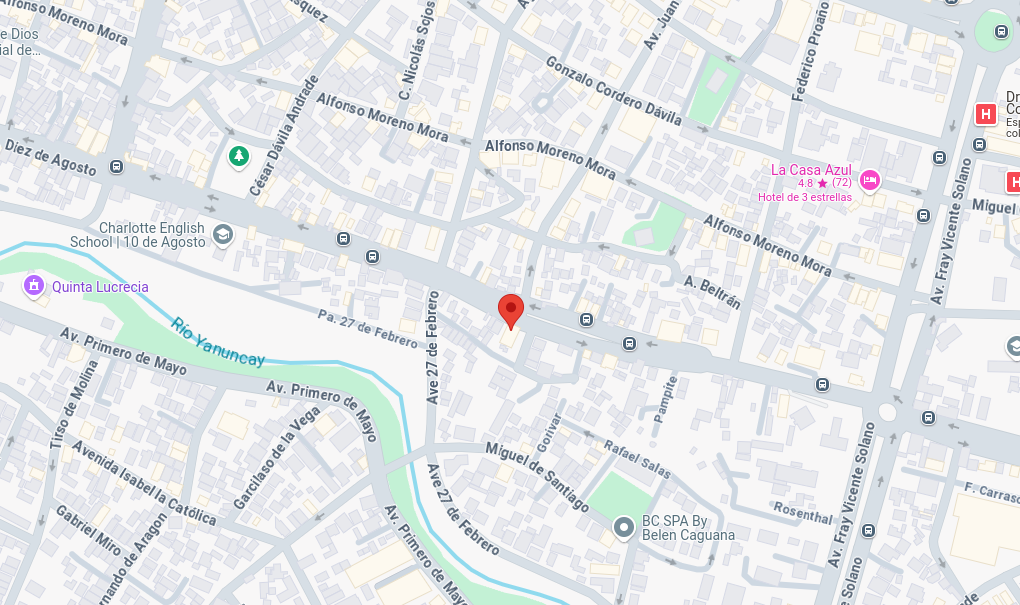 Alfonso Moreno Mora
e Dios
ial de...
C. Nicolás Sojos
Av. Juan
Federico Proaño
Gonzalo Cordero Dávila
Alfonso Moreno Mora
César Dávila Andrade
Diez de Agosto
Alfonso Moreno Mora
La Casa Azul
4.8 ★ (72)
Hotel de 3 estrellas
H
Dr
Co
Esp
col
H
Miguel
Av. Fray Vicente Solano
Charlotte English
School | 10 de Agosto
Alfonso Moreno Mora
A. Beltrán
Quinta Lucrecia
Río Yanuncay
Pa. 27 de Febrero
Ave 27 de Febrero
Av. Primero de Mayo
Av. Primero de Mayo
Tirso de Molina
Garcilaso de la Vega
Pampite
Gorivar
Rafael Salas
Miguel de Santiago
Avenida Isabel la Católica
Ave 27 de Febrero
Av. Fray Vicente Solano
F. Carrasc
Gabriel Miro
rnando de Aragon
Av. Primero de Mayo
BC SPA By
Belen Caguana
Rosenthal
e Solano